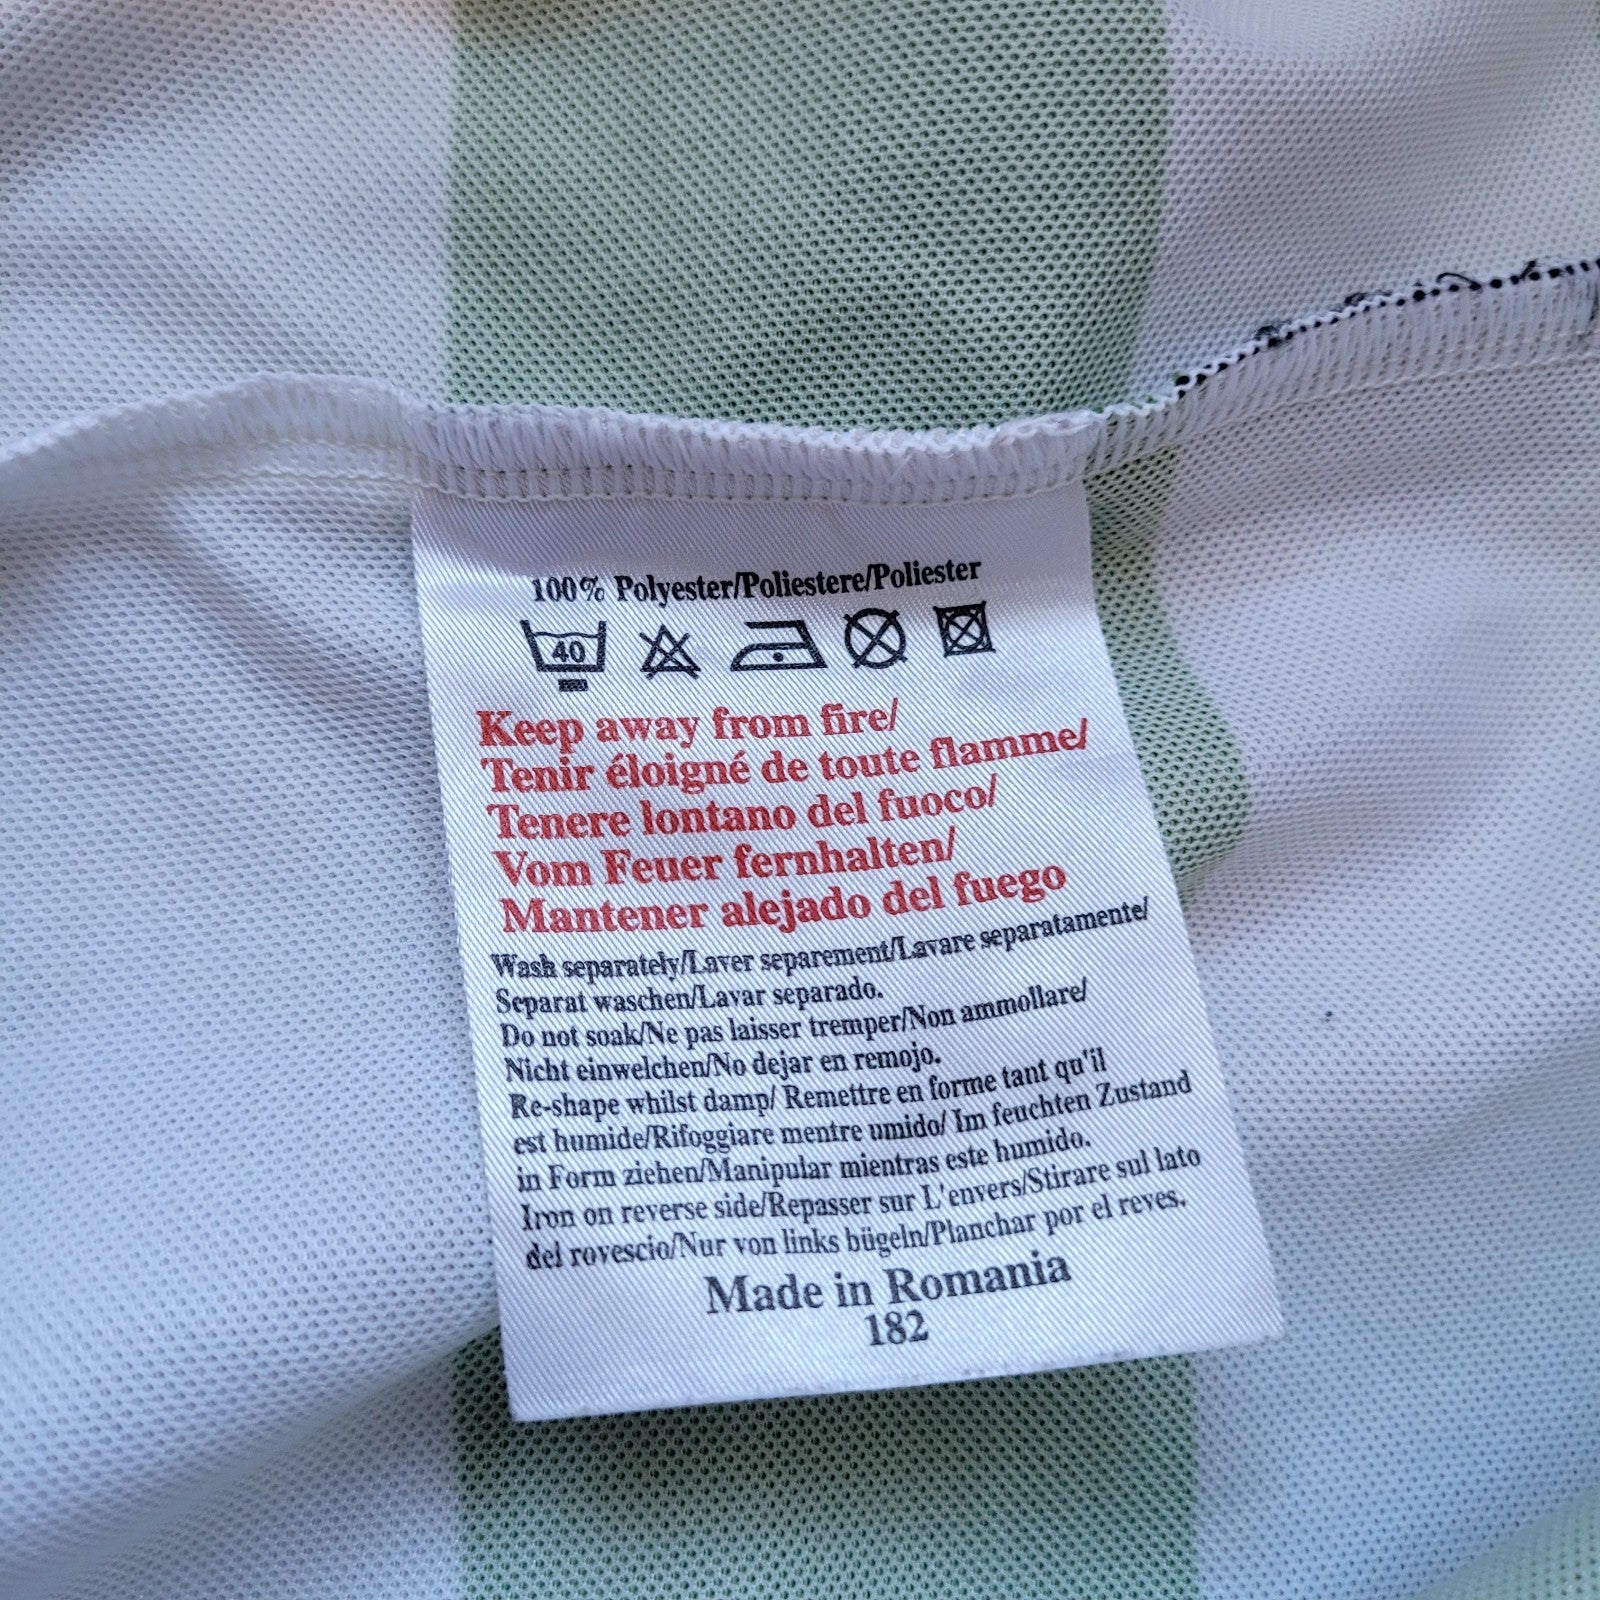 100% Polyester/Poliestere/Poliester
40
Keep away from fire/
Tenir éloigné de toute flamme/
Tenere lontano del fuoco/
Vom Feuer fernhalten/
Mantener alejado del fuego
Wash separately/Laver separement/Lavare separatamente/
Separat waschen/Lavar separado.
Do not soak/Ne pas laisser tremper/Non ammollare/
Nicht einwelchen/No dejar en remojo.
Re-shape whilst damp/ Remettre en forme tant qu'il
est humide/Rifoggiare mentre umido/ Im feuchten Zustand
in Form ziehen/Manipular mientras este humido.
Iron on reverse side/Repasser sur L'envers/Stirare sul lato
del rovescio/Nur von links bügeln/Planchar por el reves.
Made in Romania
182